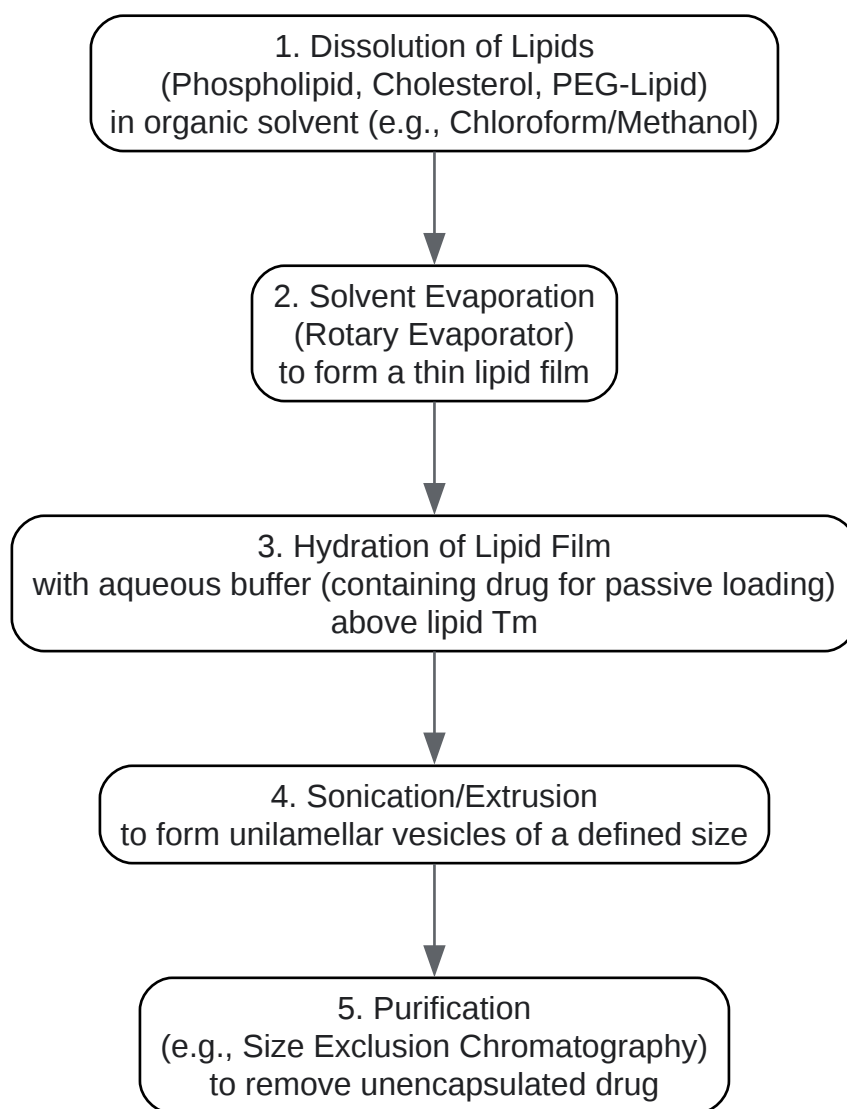 1. Dissolution of Lipids
(Phospholipid, Cholesterol, PEG-Lipid)
in organic solvent (e.g., Chloroform/Methanol)
2. Solvent Evaporation
(Rotary Evaporator)
to form a thin lipid film
3. Hydration of Lipid Film
with aqueous buffer (containing drug for passive loading)
above lipid Tm
4. Sonication/Extrusion
to form unilamellar vesicles of a defined size
5. Purification
(e.g., Size Exclusion Chromatography)
to remove unencapsulated drug